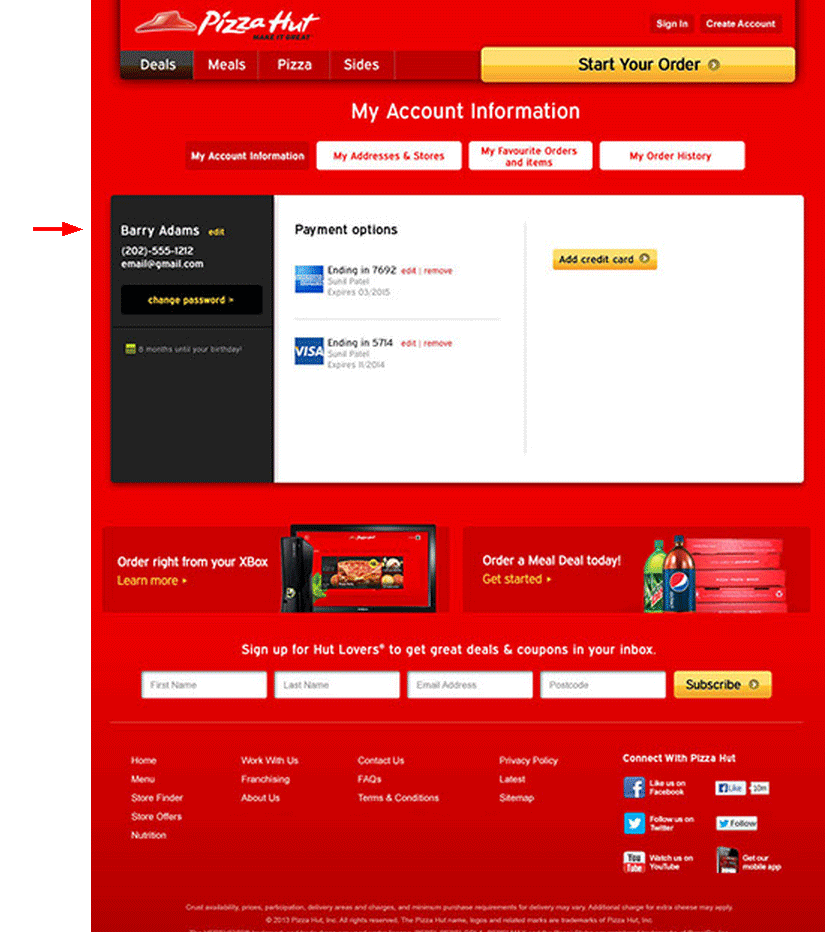 Pizza Hut
MAKE IT GREAT
Sign In Create Account
Deals Meals Pizza Sides Start Your Order
My Account Information
My Account Information My Addresses & Stores My Favourite Orders and items My Order History
Barry Adams edit
(202)-555-1212
email@gmail.com
change password >
8 months until your birthday!
Payment options
Ending in 7692 edit | remove
Sunil Patel
Expires 03/2015
VISA
Ending in 5714 edit | remove
Sunil Patel
Expires 11/2014
Add credit card
Order right from your XBox
Learn more
Order a Meal Deal today!
Get started
Sign up for Hut Lovers® to get great deals & coupons in your inbox.
First Name Last Name Email Address Postcode Subscribe
Home
Menu
Store Finder
Store Offers
Nutrition
Work With Us
Franchising
About Us
Contact Us
FAQs
Terms & Conditions
Privacy Policy
Latest
Sitemap
Connect With Pizza Hut
Like us on
Facebook
Like 10m
Follow us on
Twitter
Follow
You
Tube
Watch us on
YouTube
Get our
mobile app
Crust availability, prices, participation, delivery areas and charges, and minimum purchase requirements for delivery may vary. Additional charge for extra cheese may apply.
© 2013 Pizza Hut, Inc. All rights reserved. The Pizza Hut name, logos and related marks are trademarks of Pizza Hut, Inc.